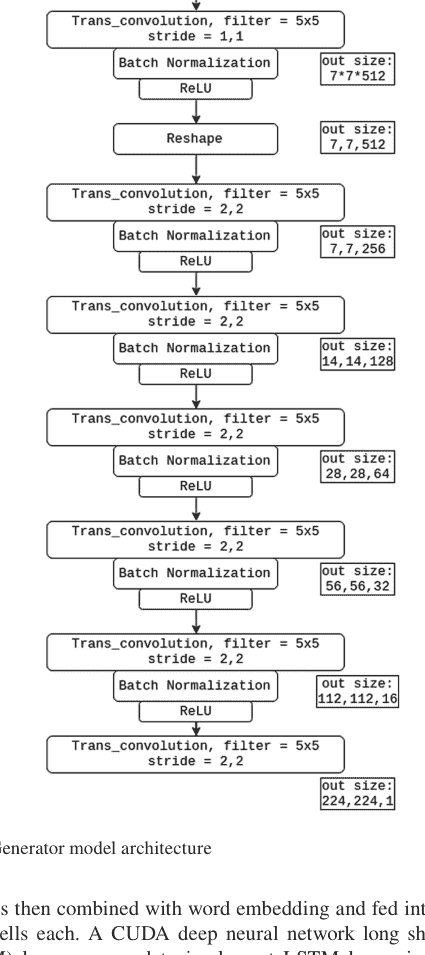 Trans_convolution, filter = 5x5
stride = 1,1
Batch Normalization
ReLU
out size:
7*7*512
Reshape
out size:
7,7,512
Trans_convolution, filter = 5x5
stride = 2,2
Batch Normalization
ReLU
out size:
7,7,256
Trans_convolution, filter = 5x5
stride = 2,2
Batch Normalization
ReLU
out size:
14,14,128
Trans_convolution, filter = 5x5
stride = 2,2
Batch Normalization
ReLU
out size:
28,28,64
Trans_convolution, filter = 5x5
stride = 2,2
Batch Normalization
ReLU
out size:
56,56,32
Trans_convolution, filter = 5x5
stride = 2,2
Batch Normalization
ReLU
out size:
112,112,16
Trans_convolution, filter = 5x5
stride = 2,2
out size:
224,224,1
Generator model architecture
s then combined with word embedding and fed int
ells each. A CUDA deep neural network long sh